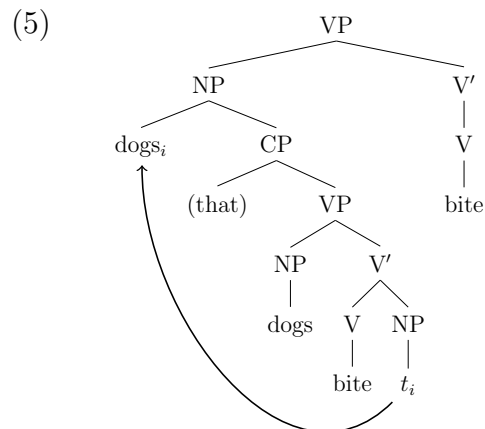 (5)
VP
NP V′
dogsᵢ CP V
(that) VP bite
NP V′
dogs V NP
bite tᵢ